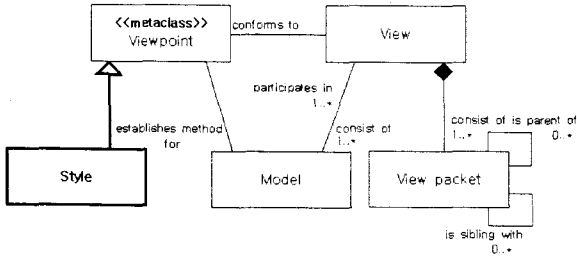 <<metaclass>>
Viewpoint
conforms to
View
participates in
1..*
establishes method
for
consist of
1..*
consist of
1..*
is parent of
0..*
Style
Model
View packet
is sibling with
0..*